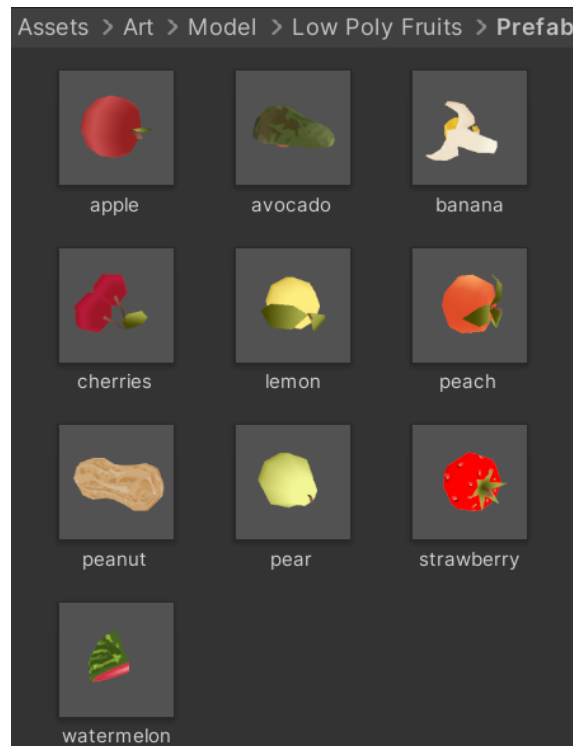 Assets > Art > Model > Low Poly Fruits > Prefab
apple avocado banana
cherries lemon peach
peanut pear strawberry
watermelon